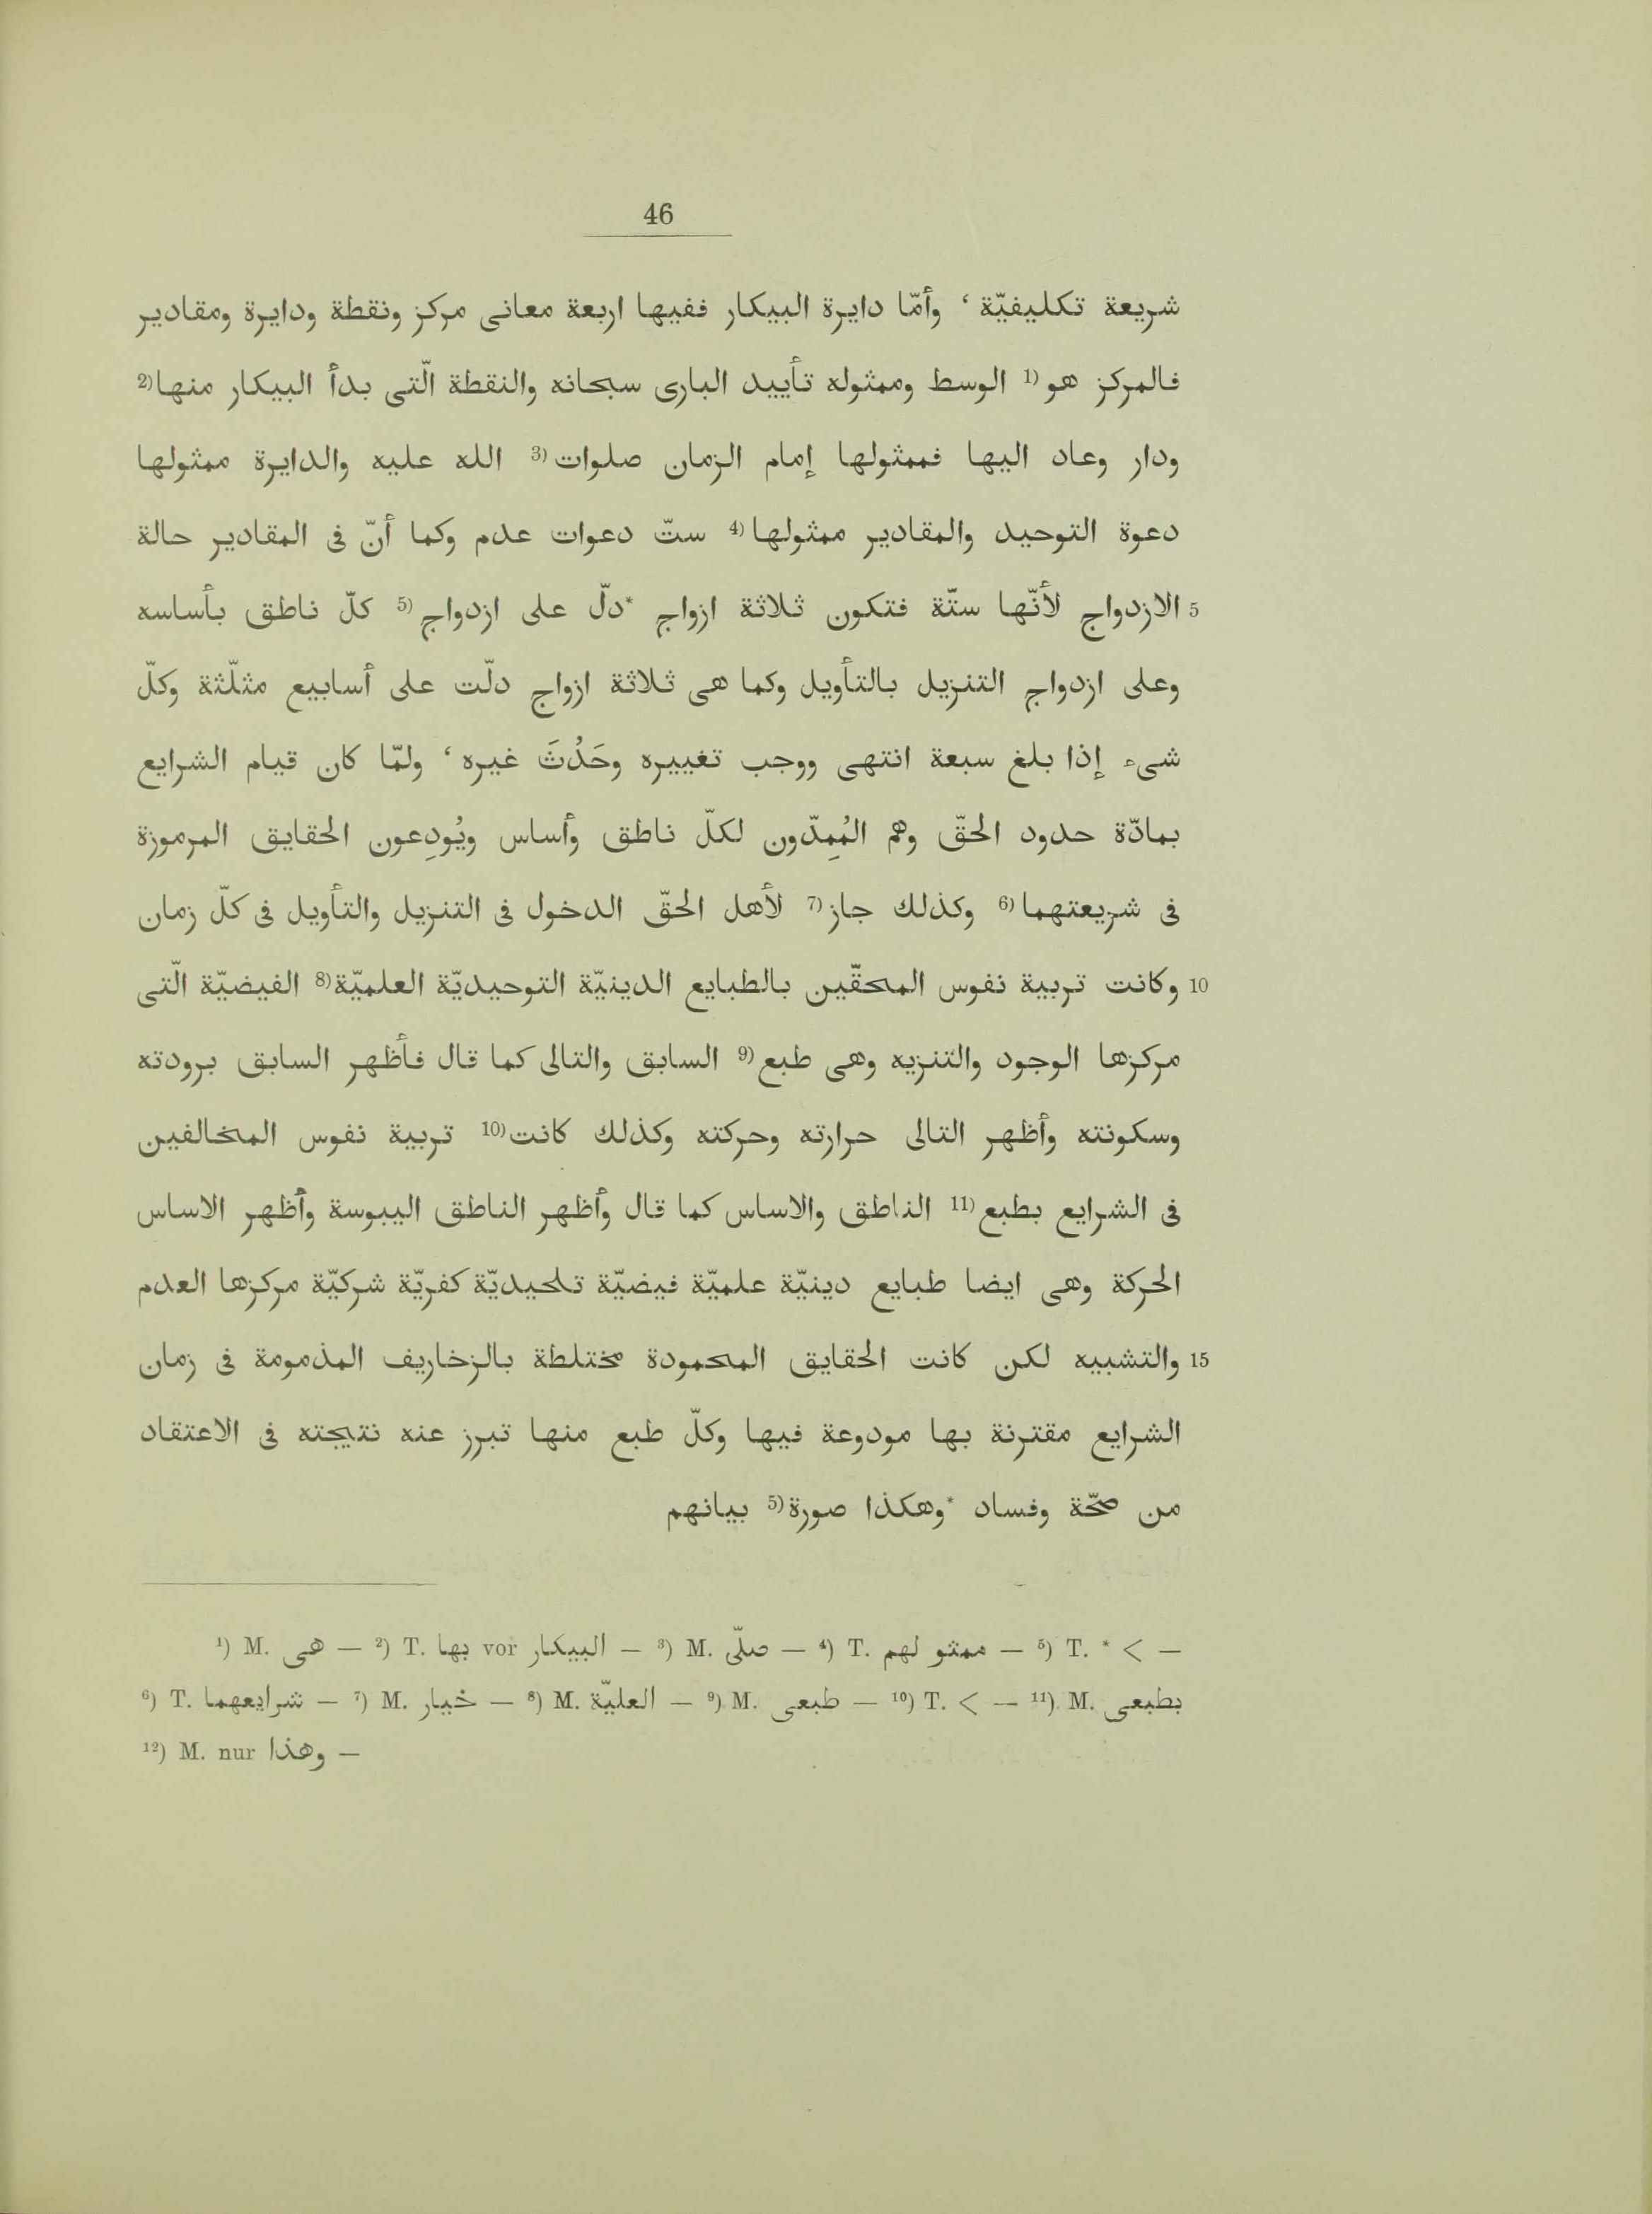 46
شريعة تكليفيّة ، وأمّا دايرة البيكار ففيها اربعة معانى مركز ونقطة ودايرة ومقادير
فالمركز هو (1 الوسط وممثوله تأييد البارى سبحانه والنقطة الّتى بدأ البيكار منها (2
ودار وعاد اليها فممثولها إمام الزمان صلوات (3 الله عليه والدايرة ممثولها
دعوة التوحيد والمقادير ممثولها (4 ستّ دعوات عدم وكما أنّ فى المقادير حالة
5 الازدواج لأنّها ستّة فتكون ثلاثة ازواج *دلّ على ازدواج (5 كلّ ناطق بأساسه
وعلى ازدواج التنزيل بالتأويل وكما هى ثلاثة ازواج دلّت على أسابيع مثلّثة وكلّ
شىء إذا بلغ سبعة انتهى ووجب تغييره وحَدُثَ غيره ، ولمّا كان قيام الشرايع
بمادّة حدود الحقّ وهم المُمِدّون لكلّ ناطق وأساس ويُودِعون الحقايق المرموزة
فى شريعتهما (6 وكذلك جاز (7 لأهل الحقّ الدخول فى التنزيل والتأويل فى كلّ زمان
10 وكانت تربية نفوس المحقّين بالطبايع الدينيّة التوحيديّة العلميّة (8 الفيضيّة الّتى
مركزها الوجود والتنزيه وهى طبع (9 السابق والتالى كما قال فأظهر السابق برودته
وسكونته وأظهر التالى حرارته وحركته وكذلك كانت (10 تربية نفوس المخالفين
فى الشرايع بطبع (11 الناطق والاساس كما قال وأظهر الناطق اليبوسة وأظهر الاساس
الحركة وهى ايضا طبايع دينيّة علميّة فيضيّة تلحيديّة كفريّة شركيّة مركزها العدم
15 والتشبيه لكن كانت الحقايق المحمودة مختلطة بالزخاريف المذمومة فى زمان
الشرايع مقترنة بها مودوعة فيها وكلّ طبع منها تبرز عنه نتيجته فى الاعتقاد
من صحّة وفساد *وهكذا صورة (5 بيانهم
1) M. هى — 2) T. بها vor البيكار — 3) M. صلّى — 4) T. ممثو لهم — 5) T. * < —
6) T. شرايعهما — 7) M. خيار — 8) M. العليّة — 9) M. طبعى — 10) T. < — 11) M. بطبعى
12) M. nur وهذا —